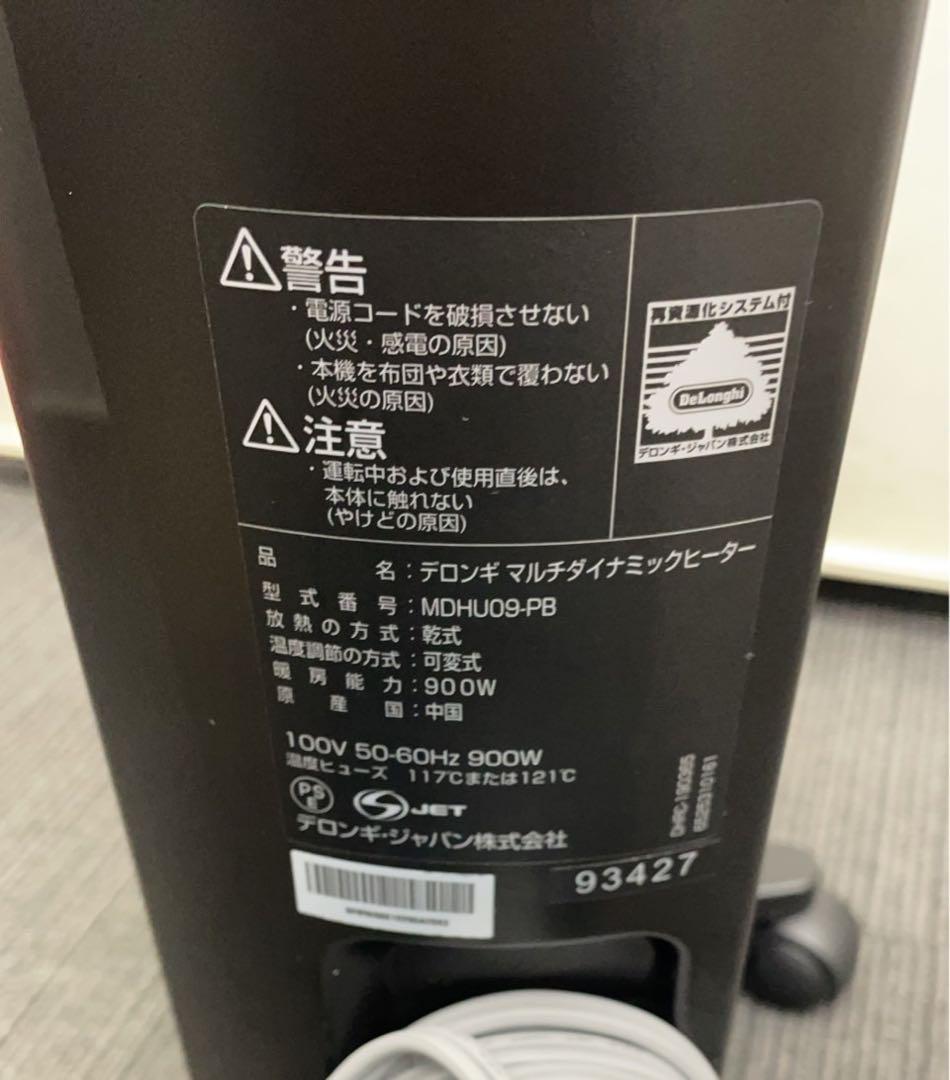 警告
・電源コードを破損させない
(火災・感電の原因)
・本機を布団や衣類で覆わない
(火災の原因)
注意
・運転中および使用直後は、
本体に触れない
(やけどの原因)
再資源化システム付
DeLonghi
デロンギ・ジャパン株式会社
品名：デロンギ マルチダイナミックヒーター
型式番号：MDHU09-PB
放熱の方式：乾式
温度調節の方式：可変式
暖房能力：900W
原産国：中国
100V 50-60Hz 900W
温度ヒューズ 117℃または121℃
PS
E
JET
デロンギ・ジャパン株式会社
93427